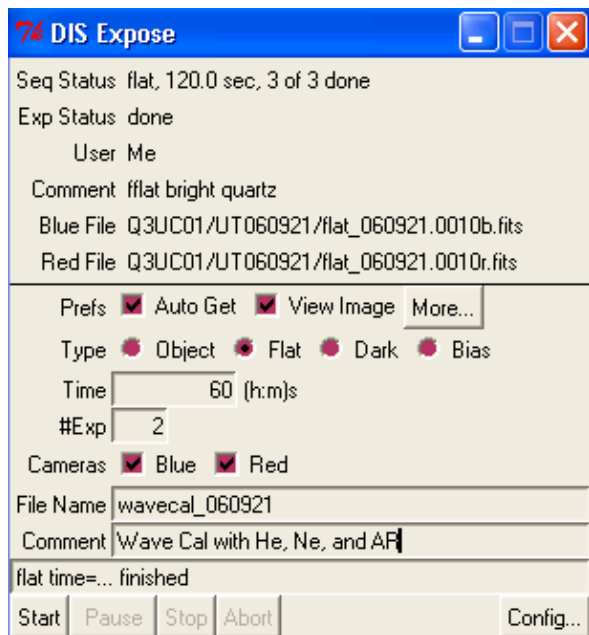 DIS Expose
Seq Status flat, 120.0 sec, 3 of 3 done
Exp Status done
User Me
Comment fflat bright quartz
Blue File Q3UC01/UT060921/flat_060921.0010b.fits
Red File Q3UC01/UT060921/flat_060921.0010r.fits
Prefs Auto Get View Image More...
Type Object Flat Dark Bias
Time 60 (h:m)s
#Exp 2
Cameras Blue Red
File Name wavecal_060921
Comment Wave Cal with He, Ne, and AR
flat time=... finished
Start Pause Stop Abort Config...